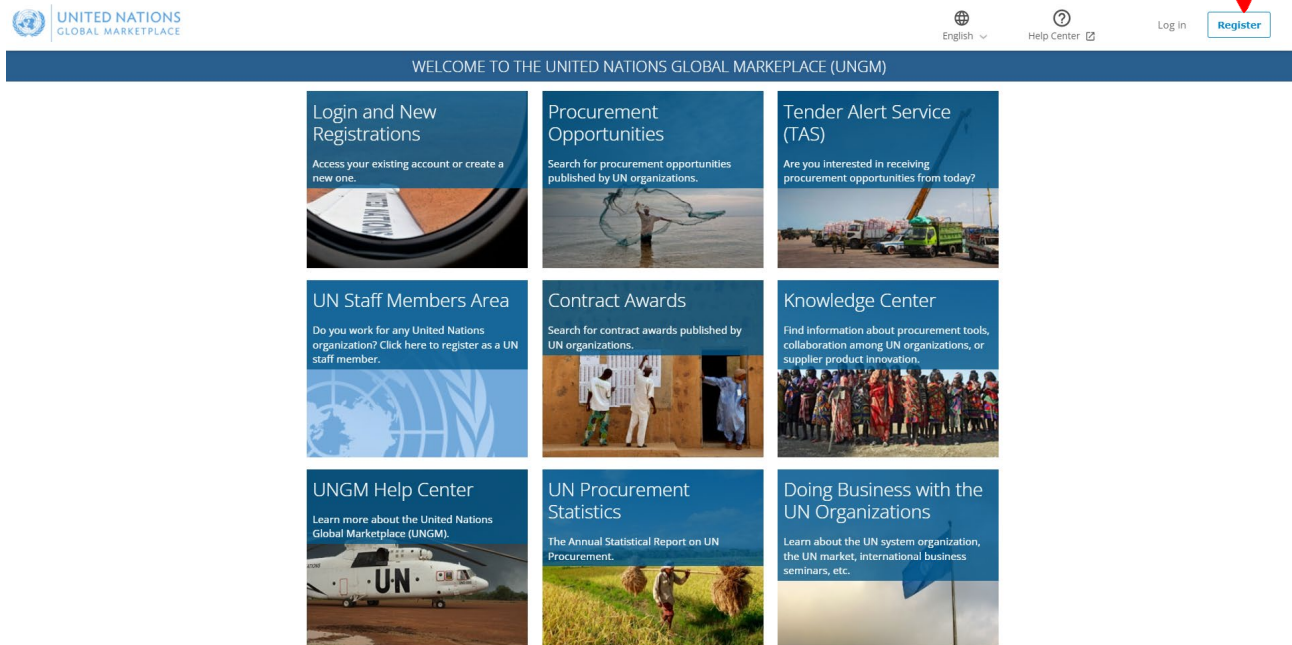 UNITED NATIONS
GLOBAL MARKETPLACE
English
Help Center
Log in
Register
WELCOME TO THE UNITED NATIONS GLOBAL MARKEPLACE (UNGM)
Login and New
Registrations
Access your existing account or create a
new one.
Procurement
Opportunities
Search for procurement opportunities
published by UN organizations.
Tender Alert Service
(TAS)
Are you interested in receiving
procurement opportunities from today?
UN Staff Members Area
Do you work for any United Nations
organization? Click here to register as a UN
staff member.
Contract Awards
Search for contract awards published by
UN organizations.
Knowledge Center
Find information about procurement tools,
collaboration among UN organizations, or
supplier product innovation.
UNGM Help Center
Learn more about the United Nations
Global Marketplace (UNGM).
UN
UN Procurement
Statistics
The Annual Statistical Report on UN
Procurement.
Doing Business with the
UN Organizations
Learn about the UN system organization,
the UN market, international business
seminars, etc.